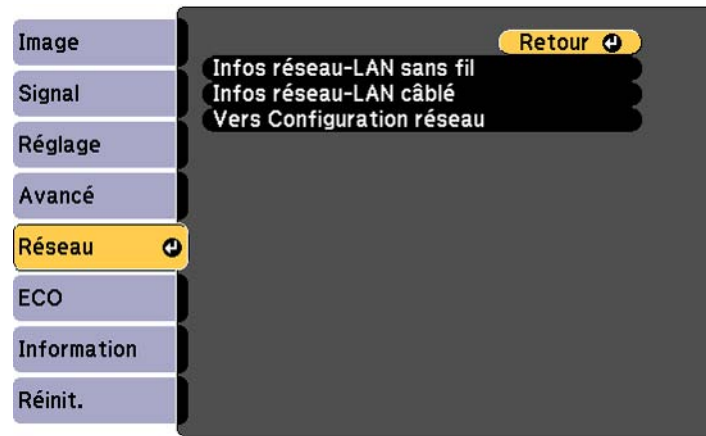 Image
Signal
Réglage
Avancé
Réseau
ECO
Information
Réinit.
Retour
Infos réseau-LAN sans fil
Infos réseau-LAN câblé
Vers Configuration réseau